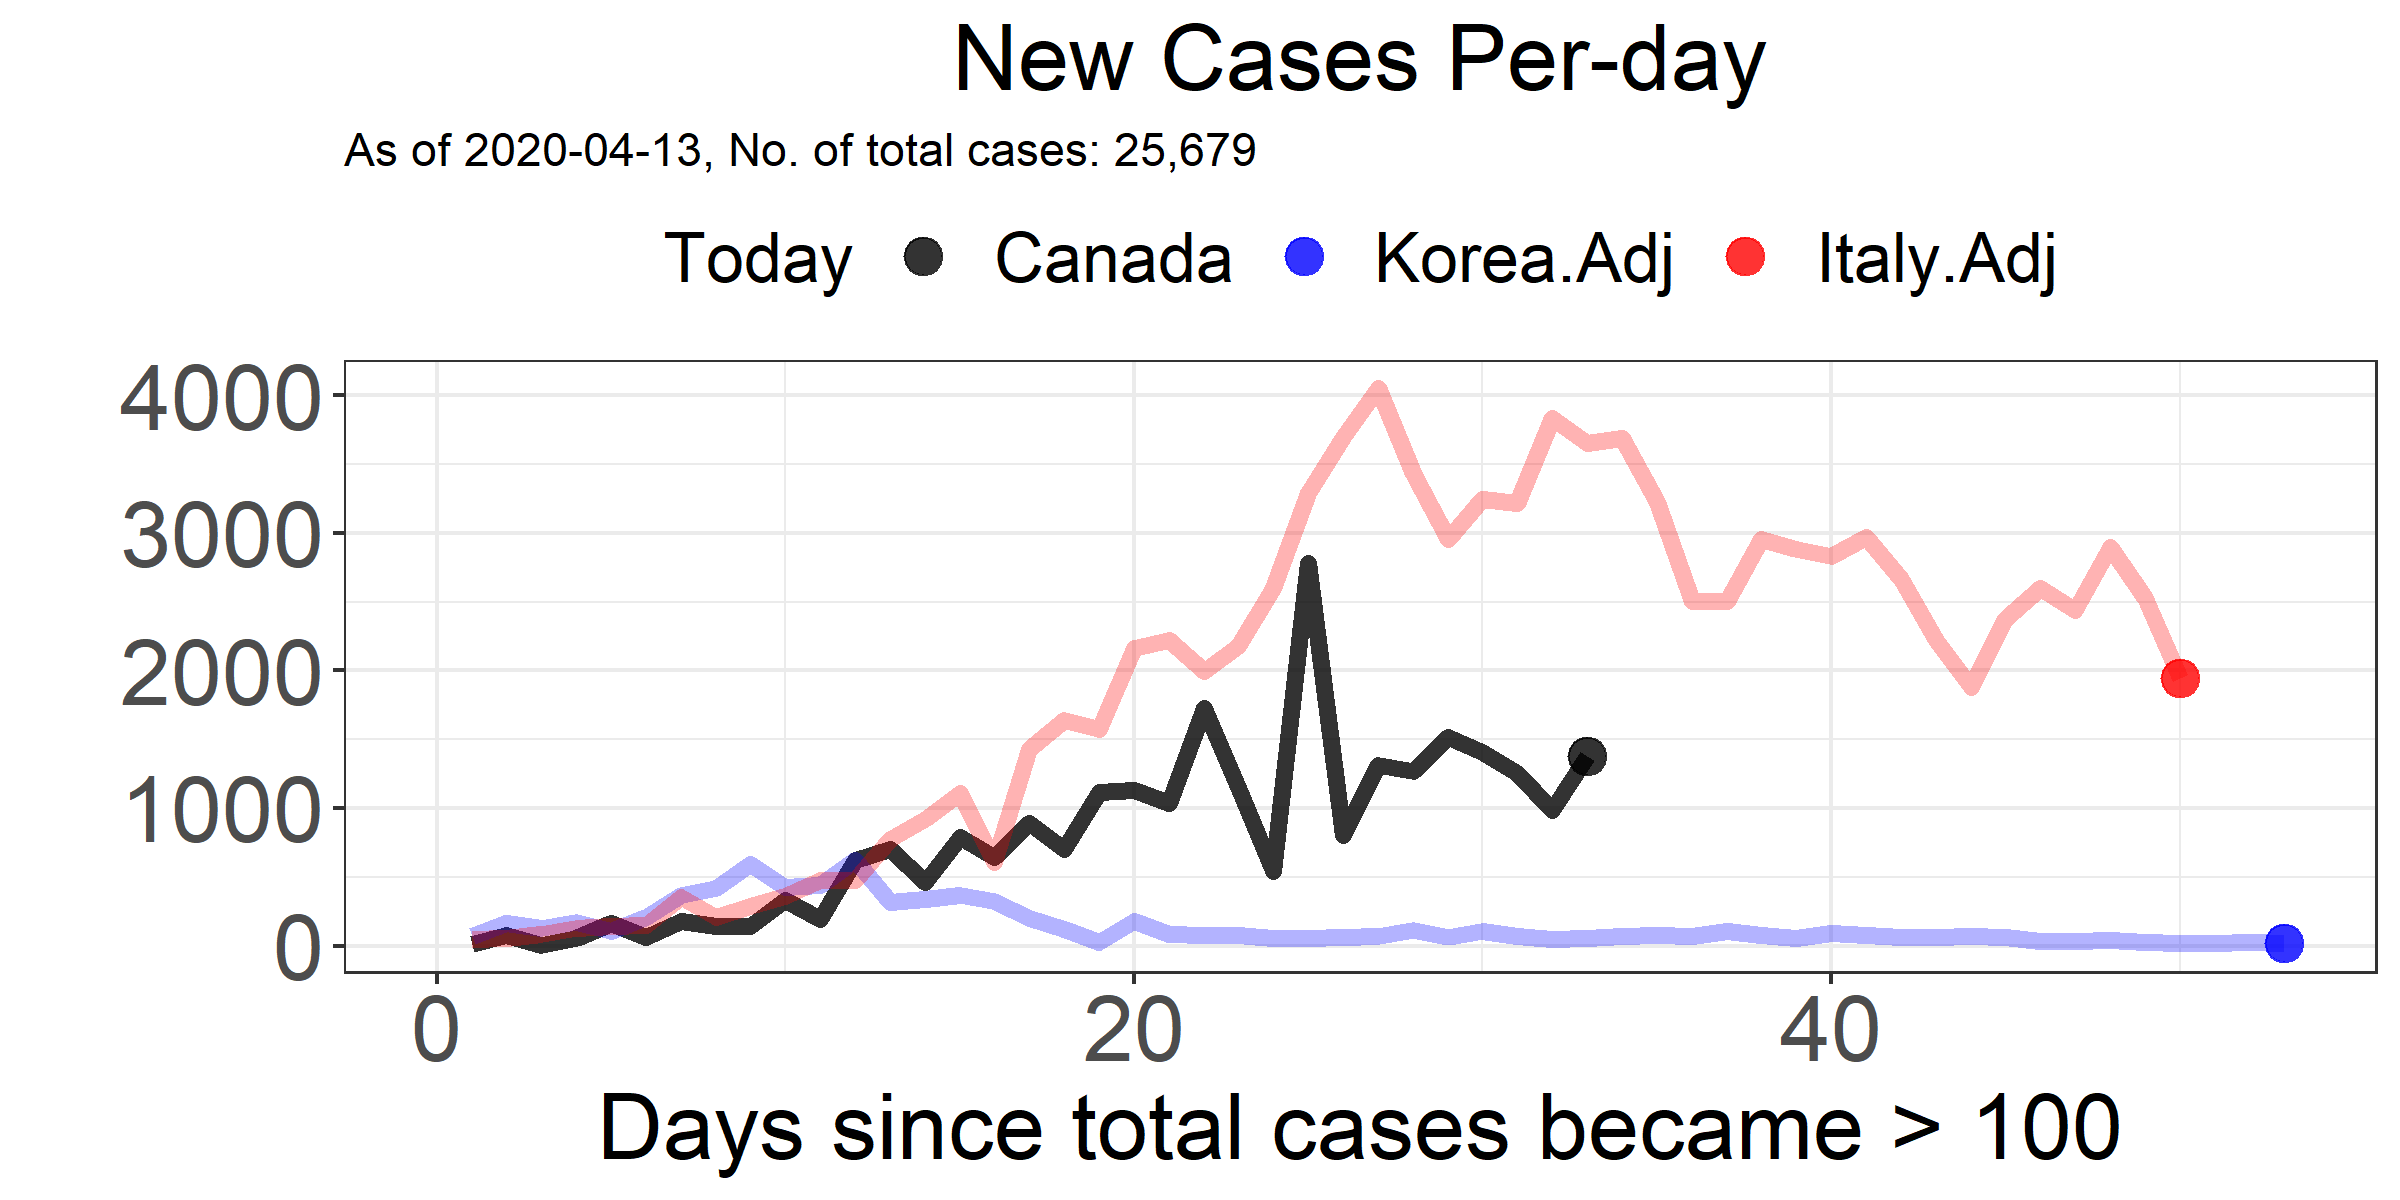 New Cases Per-day
As of 2020-04-13, No. of total cases: 25,679
Today Canada Korea.Adj Italy.Adj
4000
3000
2000
1000
0
0 20 40
Days since total cases became > 100